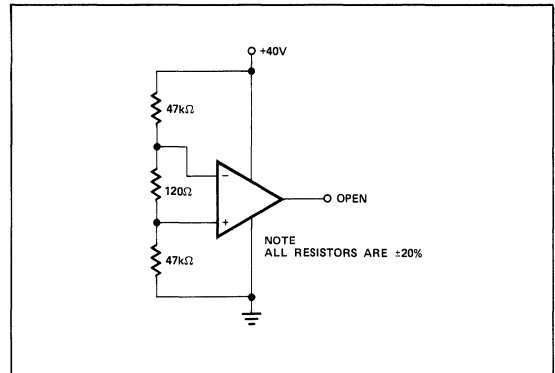 +40V
47kΩ
−
120Ω
OPEN
+
NOTE
ALL RESISTORS ARE ±20%
47kΩ